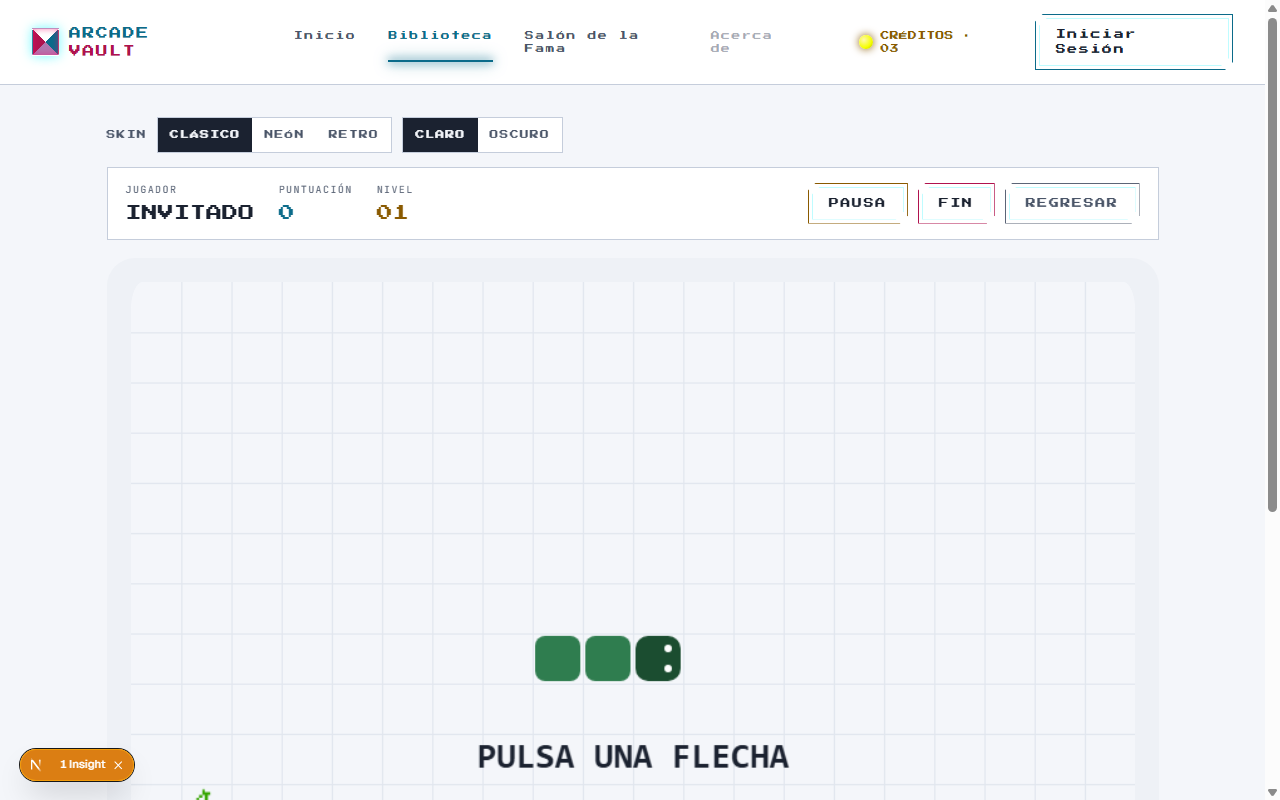 ARCADE
VAULT
Inicio
Biblioteca
Salón de la
Fama
Acerca
de
CRéDITOS ·
03
Iniciar
Sesión
SKIN
CLáSICO
NEóN
RETRO
CLARO
OSCURO
JUGADOR
PUNTUACIÓN
NIVEL
INVITADO
0
01
PAUSA
FIN
REGRESAR
PULSA UNA FLECHA
N
1 Insight